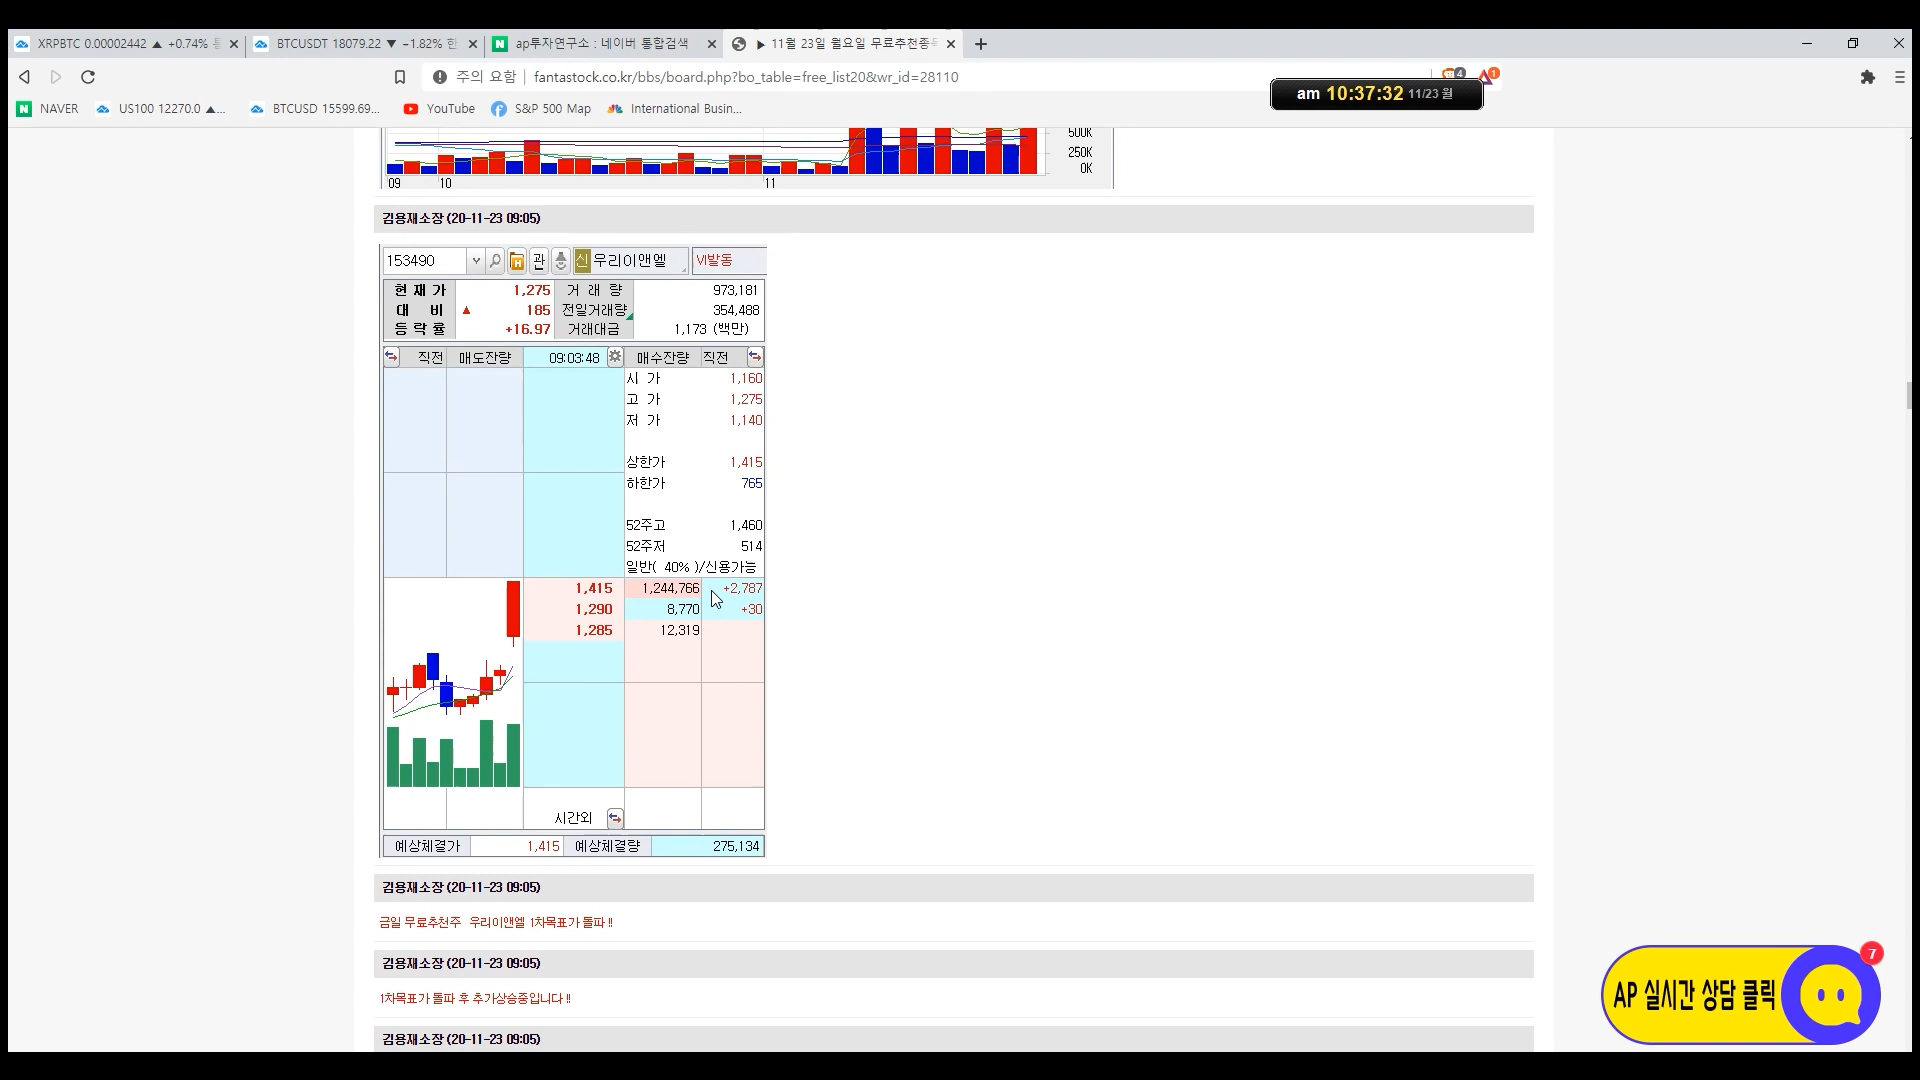 XRPBTC 0.00002442 ▲ +0.74%
BTCUSDT 18079.22 ▼ −1.82% 한
ap투자연구소 : 네이버 통합검색
▶ 11월 23일 월요일 무료추천종목
주의 요함 | fantastock.co.kr/bbs/board.php?bo_table=free_list20&wr_id=28110
4
1
am 10:37:32 11/23 월
NAVER
US100 12270.0 ▲...
BTCUSD 15599.69...
YouTube
S&P 500 Map
International Busin...
500K
250K
0K
09 10 11
김용재소장 (20-11-23 09:05)
153490 관 신 우리이앤엘 VI발동
현재가 1,275 거래량 973,181
대비 ▲ 185 전일거래량 354,488
등락율 +16.97 거래대금 1,173 (백만)
직전 매도잔량 09:03:48 매수잔량 직전
시 가 1,160
고 가 1,275
저 가 1,140
상한가 1,415
하한가 765
52주고 1,460
52주저 514
일반( 40% )/신용가능
1,415 1,244,766 +2,787
1,290 8,770 +30
1,285 12,319
시간외
예상체결가 1,415 예상체결량 275,134
김용재소장 (20-11-23 09:05)
금일 무료추천주 우리이앤엘 1차목표가 돌파 !!
김용재소장 (20-11-23 09:05)
1차목표가 돌파 후 추가상승중입니다 !!
김용재소장 (20-11-23 09:05)
AP 실시간 상담 클릭
7